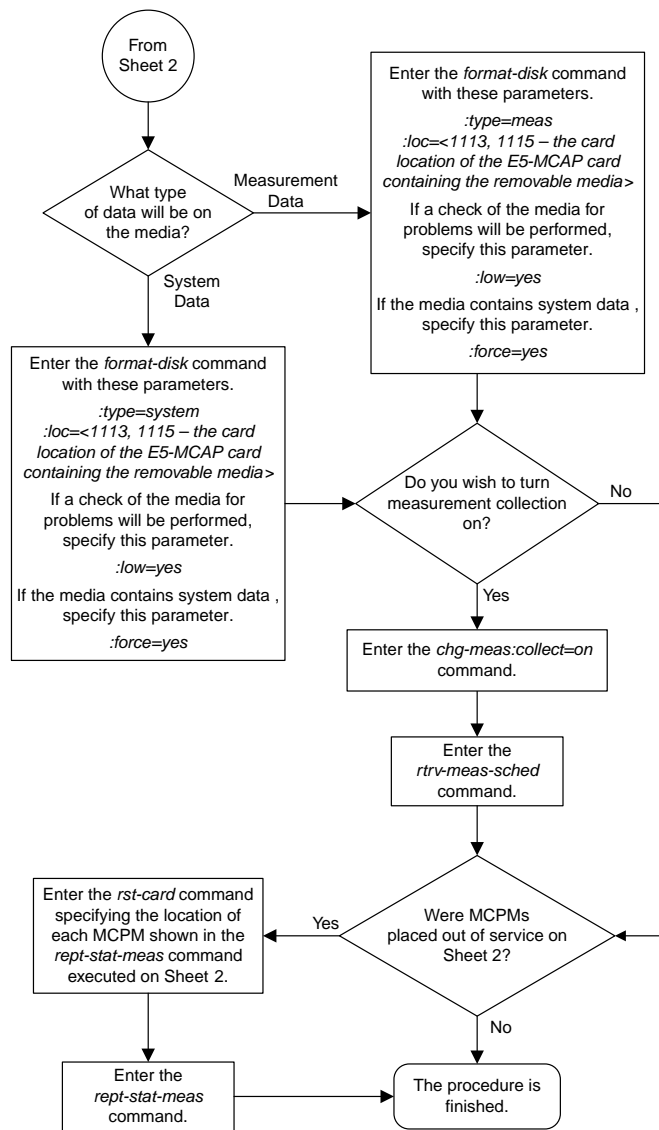 From
Sheet 2
What type
of data will be on
the media?
Measurement
Data
System
Data
Enter the format-disk command
with these parameters.
:type=meas
:loc=<1113, 1115 – the card
location of the E5-MCAP card
containing the removable media>
If a check of the media for
problems will be performed,
specify this parameter.
:low=yes
If the media contains system data ,
specify this parameter.
:force=yes
Enter the format-disk command
with these parameters.
:type=system
:loc=<1113, 1115 – the card
location of the E5-MCAP card
containing the removable media>
If a check of the media for
problems will be performed,
specify this parameter.
:low=yes
If the media contains system data ,
specify this parameter.
:force=yes
Do you wish to turn
measurement collection
on?
No
Yes
Enter the chg-meas:collect=on
command.
Enter the
rtrv-meas-sched
command.
Were MCPMs
placed out of service on
Sheet 2?
Yes
No
Enter the rst-card command
specifying the location of
each MCPM shown in the
rept-stat-meas command
executed on Sheet 2.
Enter the
rept-stat-meas
command.
The procedure is
finished.